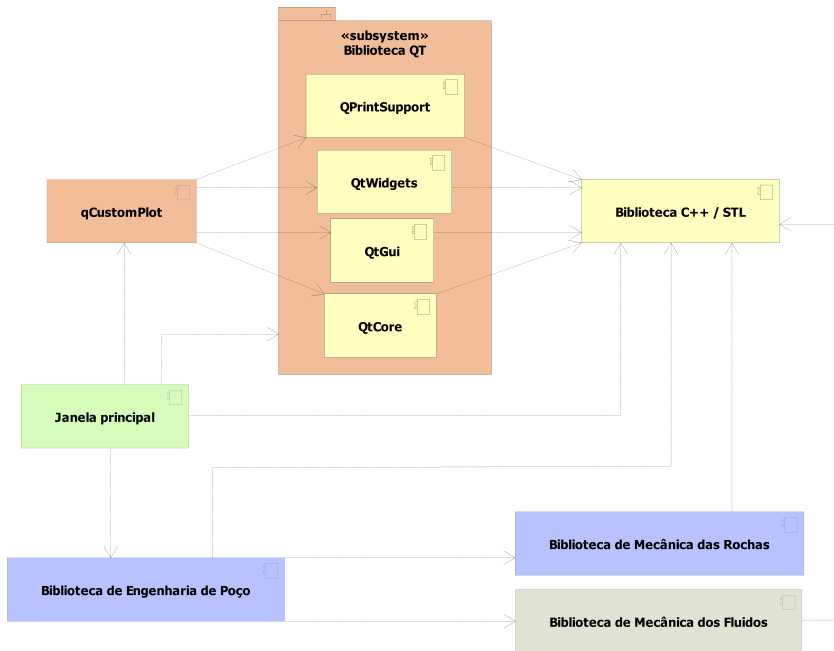 «subsystem»
Biblioteca QT
QPrintSupport
QtWidgets
qCustomPlot
Biblioteca C++ / STL
QtGui
QtCore
Janela principal
Biblioteca de Mecânica das Rochas
Biblioteca de Engenharia de Poço
Biblioteca de Mecânica dos Fluidos